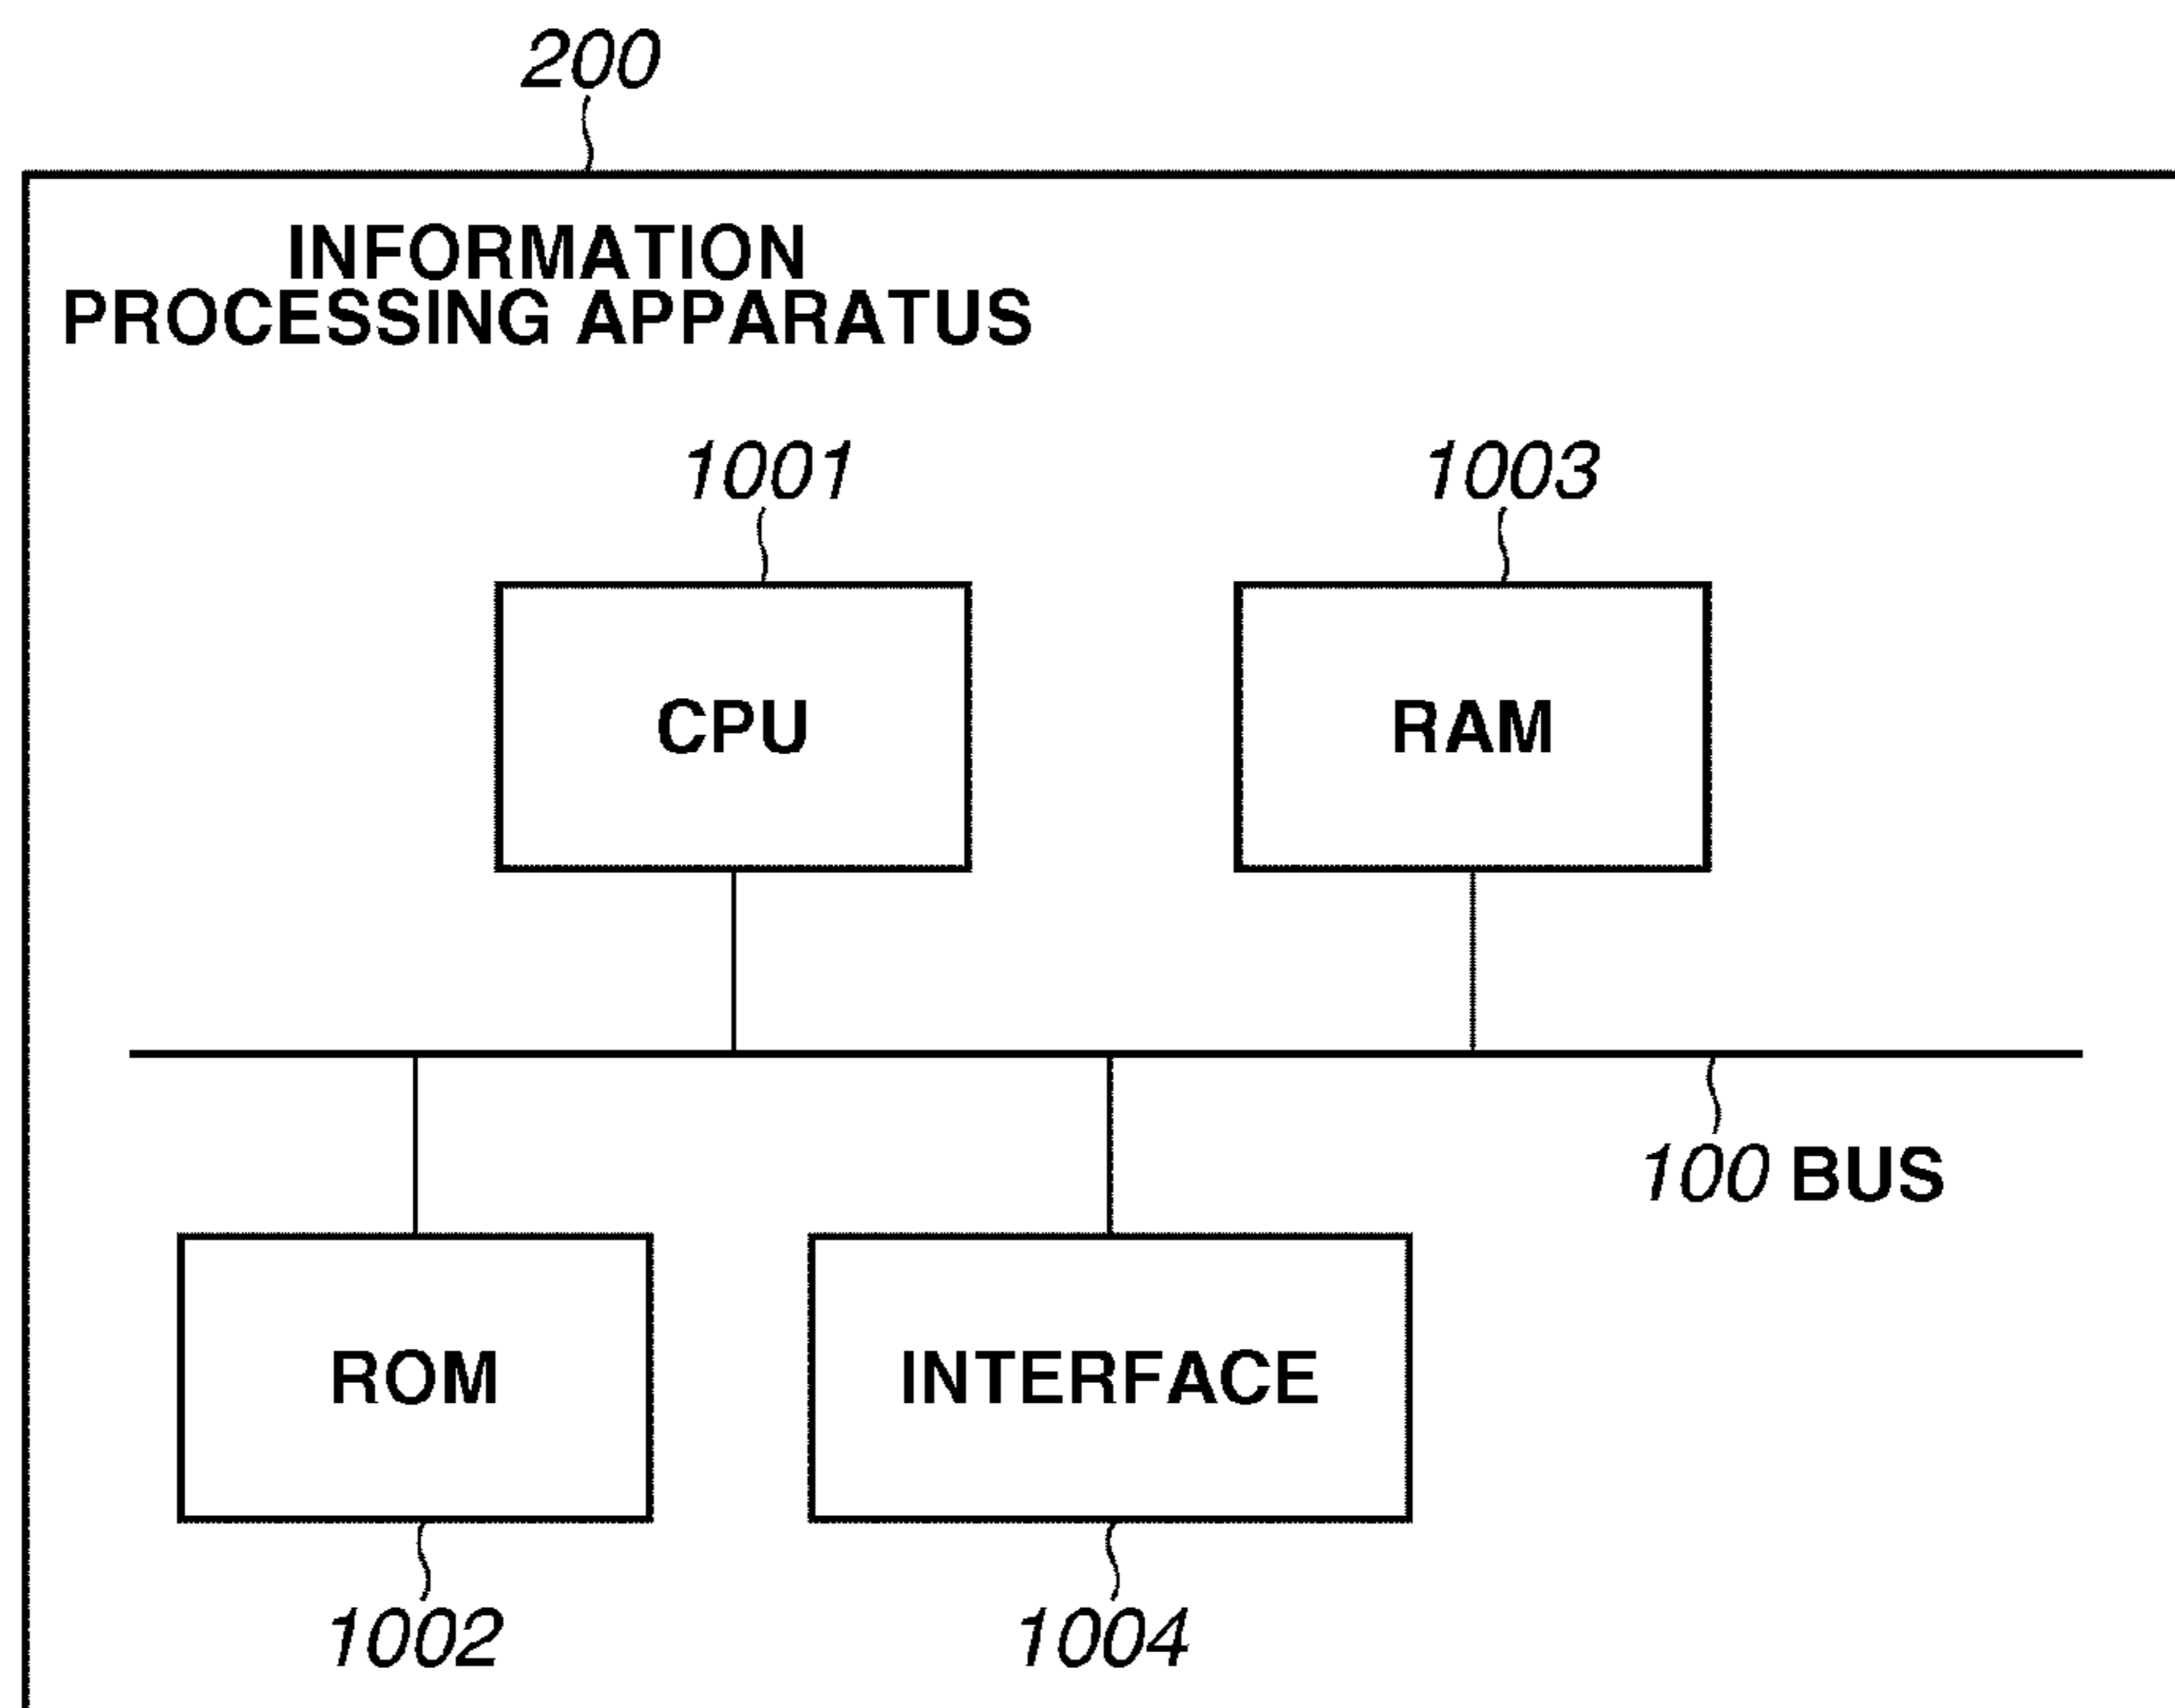 200
INFORMATION
PROCESSING APPARATUS
1001
1003
CPU
RAM
100 BUS
ROM
INTERFACE
1002
1004